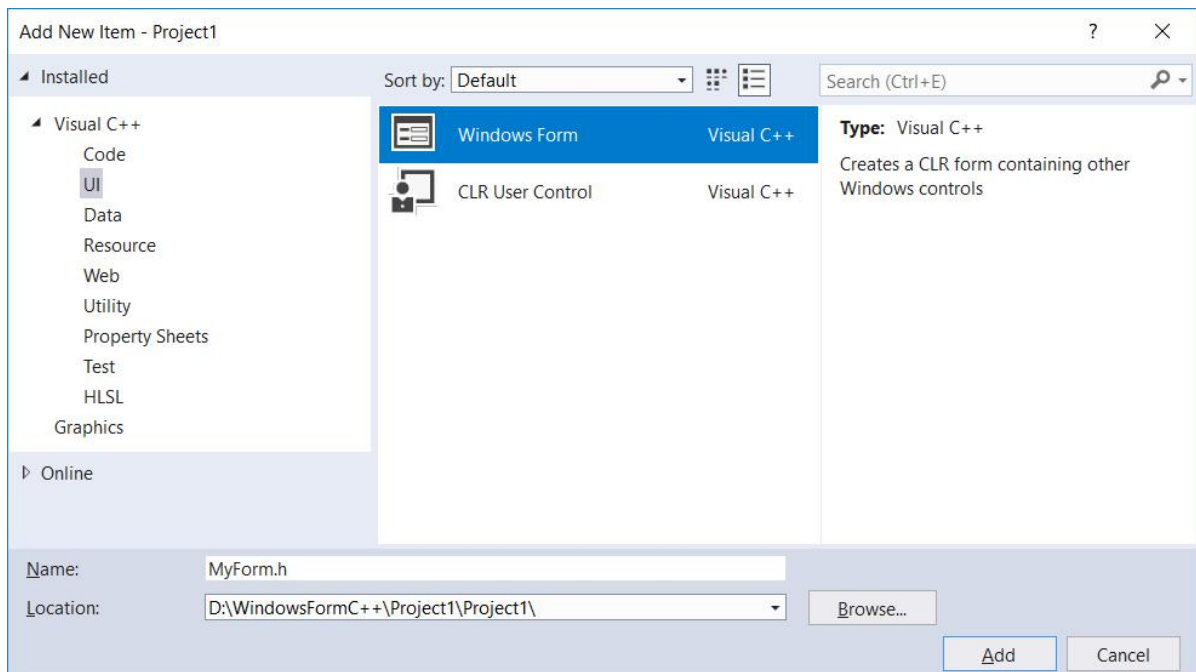 Add New Item - Project1
?
Installed
Sort by: Default
Search (Ctrl+E)
Visual C++
Code
UI
Data
Resource
Web
Utility
Property Sheets
Test
HLSL
Graphics
Online
Windows Form Visual C++
CLR User Control Visual C++
Type: Visual C++
Creates a CLR form containing other
Windows controls
Name: MyForm.h
Location: D:\WindowsFormC++\Project1\Project1\
Browse...
Add Cancel